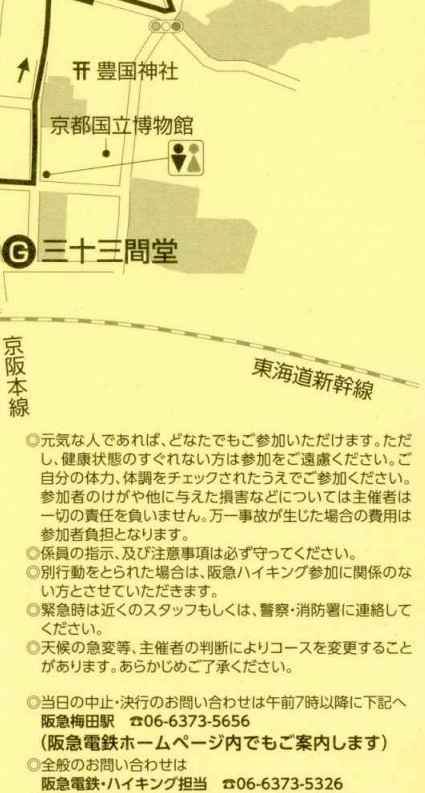 豊国神社
京都国立博物館
G 三十三間堂
京阪本線
東海道新幹線
◎元気な人であれば、どなたでもご参加いただけます。ただ
し、健康状態のすぐれない方は参加をご遠慮ください。ご
自分の体力、体調をチェックされたうえでご参加ください。
参加者のけがや他に与えた損害などについては主催者は
一切の責任を負いません。万一事故が生じた場合の費用は
参加者負担となります。
◎係員の指示、及び注意事項は必ず守ってください。
◎別行動をとられた場合は、阪急ハイキング参加に関係のな
い方とさせていただきます。
◎緊急時は近くのスタッフもしくは、警察・消防署に連絡して
ください。
◎天候の急変等、主催者の判断によりコースを変更すること
があります。あらかじめご了承ください。
◎当日の中止・決行のお問い合わせは午前7時以降に下記へ
阪急梅田駅 ☎06-6373-5656
(阪急電鉄ホームページ内でもご案内します)
◎全般のお問い合わせは
阪急電鉄・ハイキング担当 ☎06-6373-5326